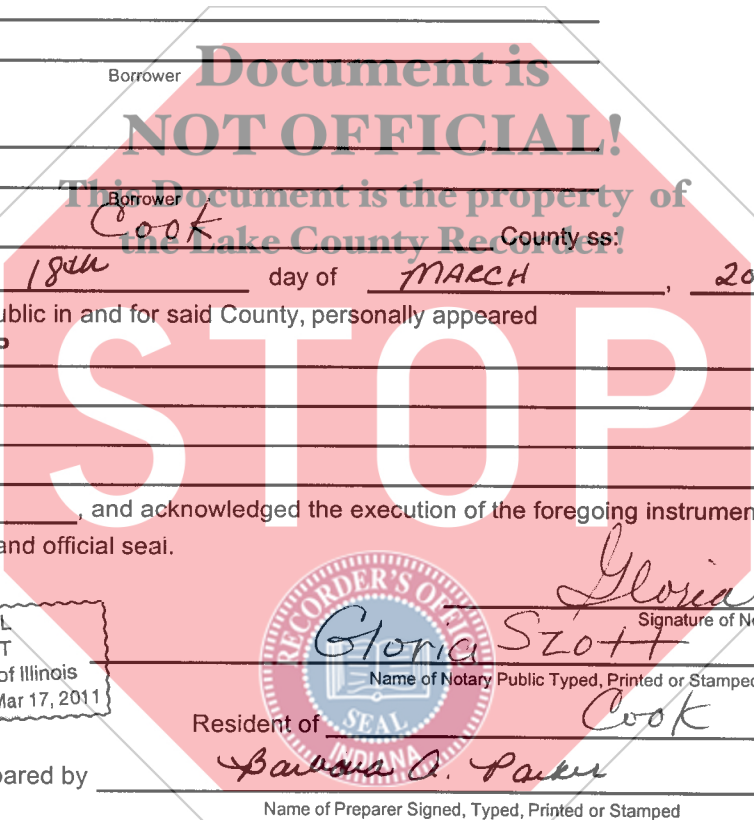 Borrower
Document is
NOT OFFICIAL!
This Document is the property of
Borrower
the Lake County Recorder!
Cook County ss:
18th day of MARCH, 20
ublic in and for said County, personally appeared
STOP
, and acknowledged the execution of the foregoing instrumen
and official seal.
Gloria
Signature of No
L
T
of Illinois
Mar 17, 2011
Gloria Szott
Name of Notary Public Typed, Printed or Stamped
RECORDER'S OFFICE
SEAL
INDIANA
Resident of Cook
pared by Barbara A. Parker
Name of Preparer Signed, Typed, Printed or Stamped